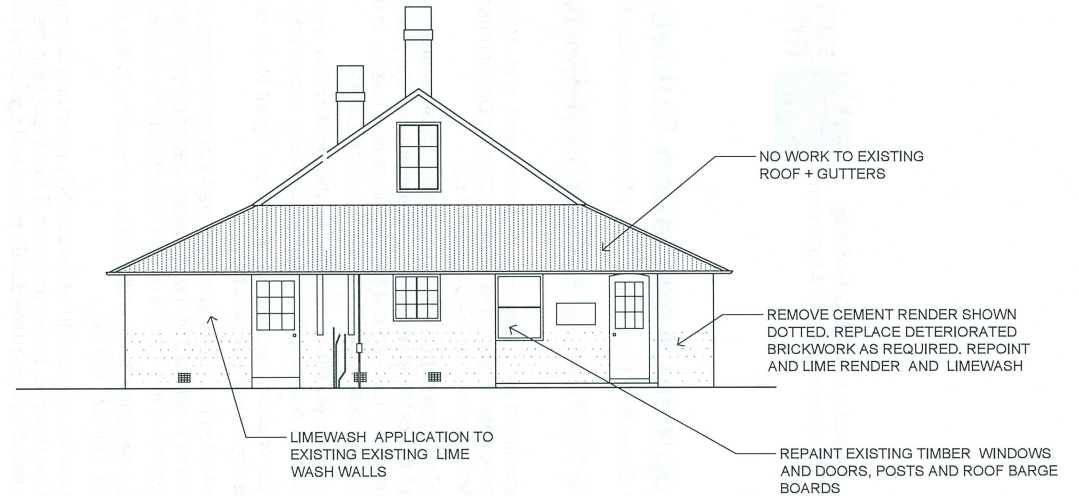 NO WORK TO EXISTING
ROOF + GUTTERS
REMOVE CEMENT RENDER SHOWN
DOTTED. REPLACE DETERIORATED
BRICKWORK AS REQUIRED. REPOINT
AND LIME RENDER AND LIMEWASH
LIMEWASH APPLICATION TO
EXISTING EXISTING LIME
WASH WALLS
REPAINT EXISTING TIMBER WINDOWS
AND DOORS, POSTS AND ROOF BARGE
BOARDS